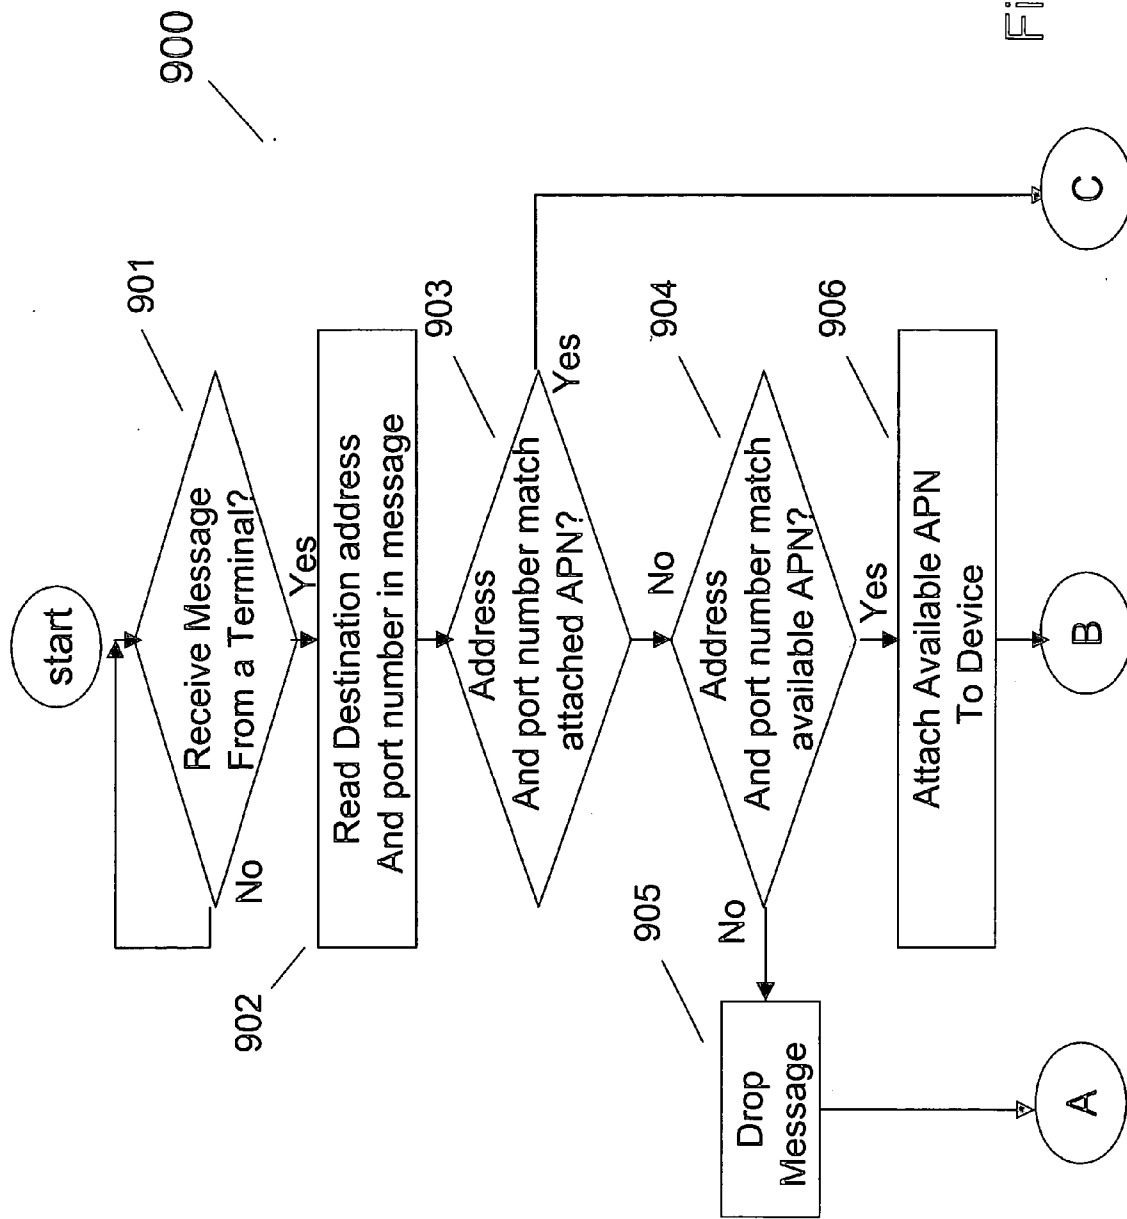 900
start
901
Receive Message
From a Terminal?
No
Yes
902
Read Destination address
And port number in message
903
Address
And port number match
attached APN?
Yes
No
904
Address
And port number match
available APN?
No
Yes
905
Drop
Message
906
Attach Available APN
To Device
A
B
C
Fi